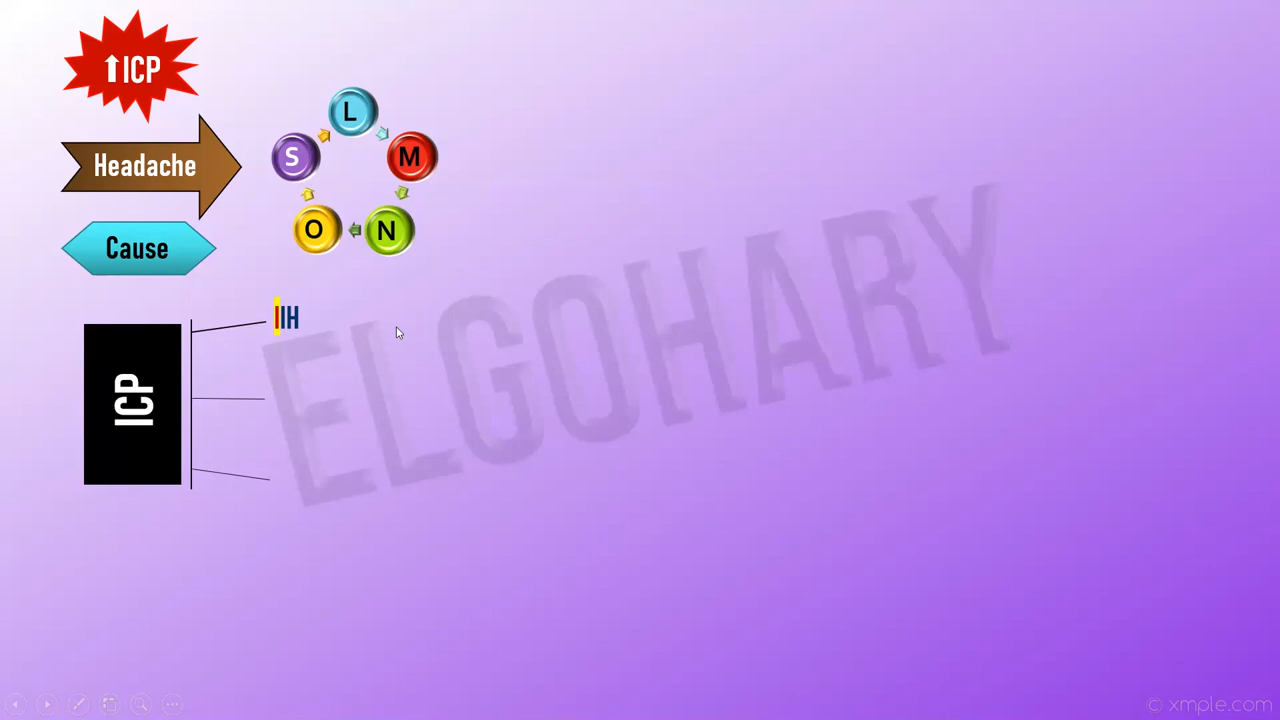 ⬆ICP
Headache
Cause
L
S
M
O
N
IIH
ICP
ELGOHARY
© xmple.com